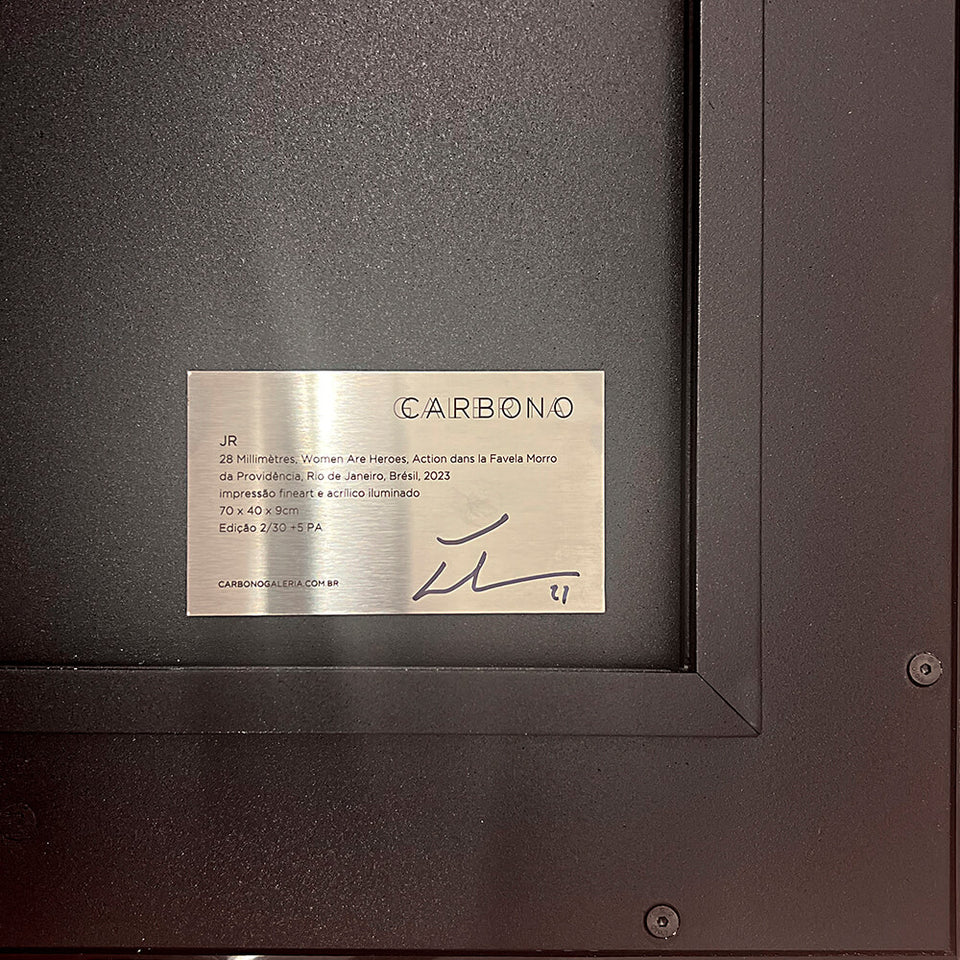 CARBONO
GALERIA
JR
28 Millimètres, Women Are Heroes, Action dans la Favela Morro
da Providência, Rio de Janeiro, Brésil, 2023
impressão fineart e acrílico iluminado
70 x 40 x 9cm
Edição 2/30 +5 PA
CARBONOGALERIA.COM.BR